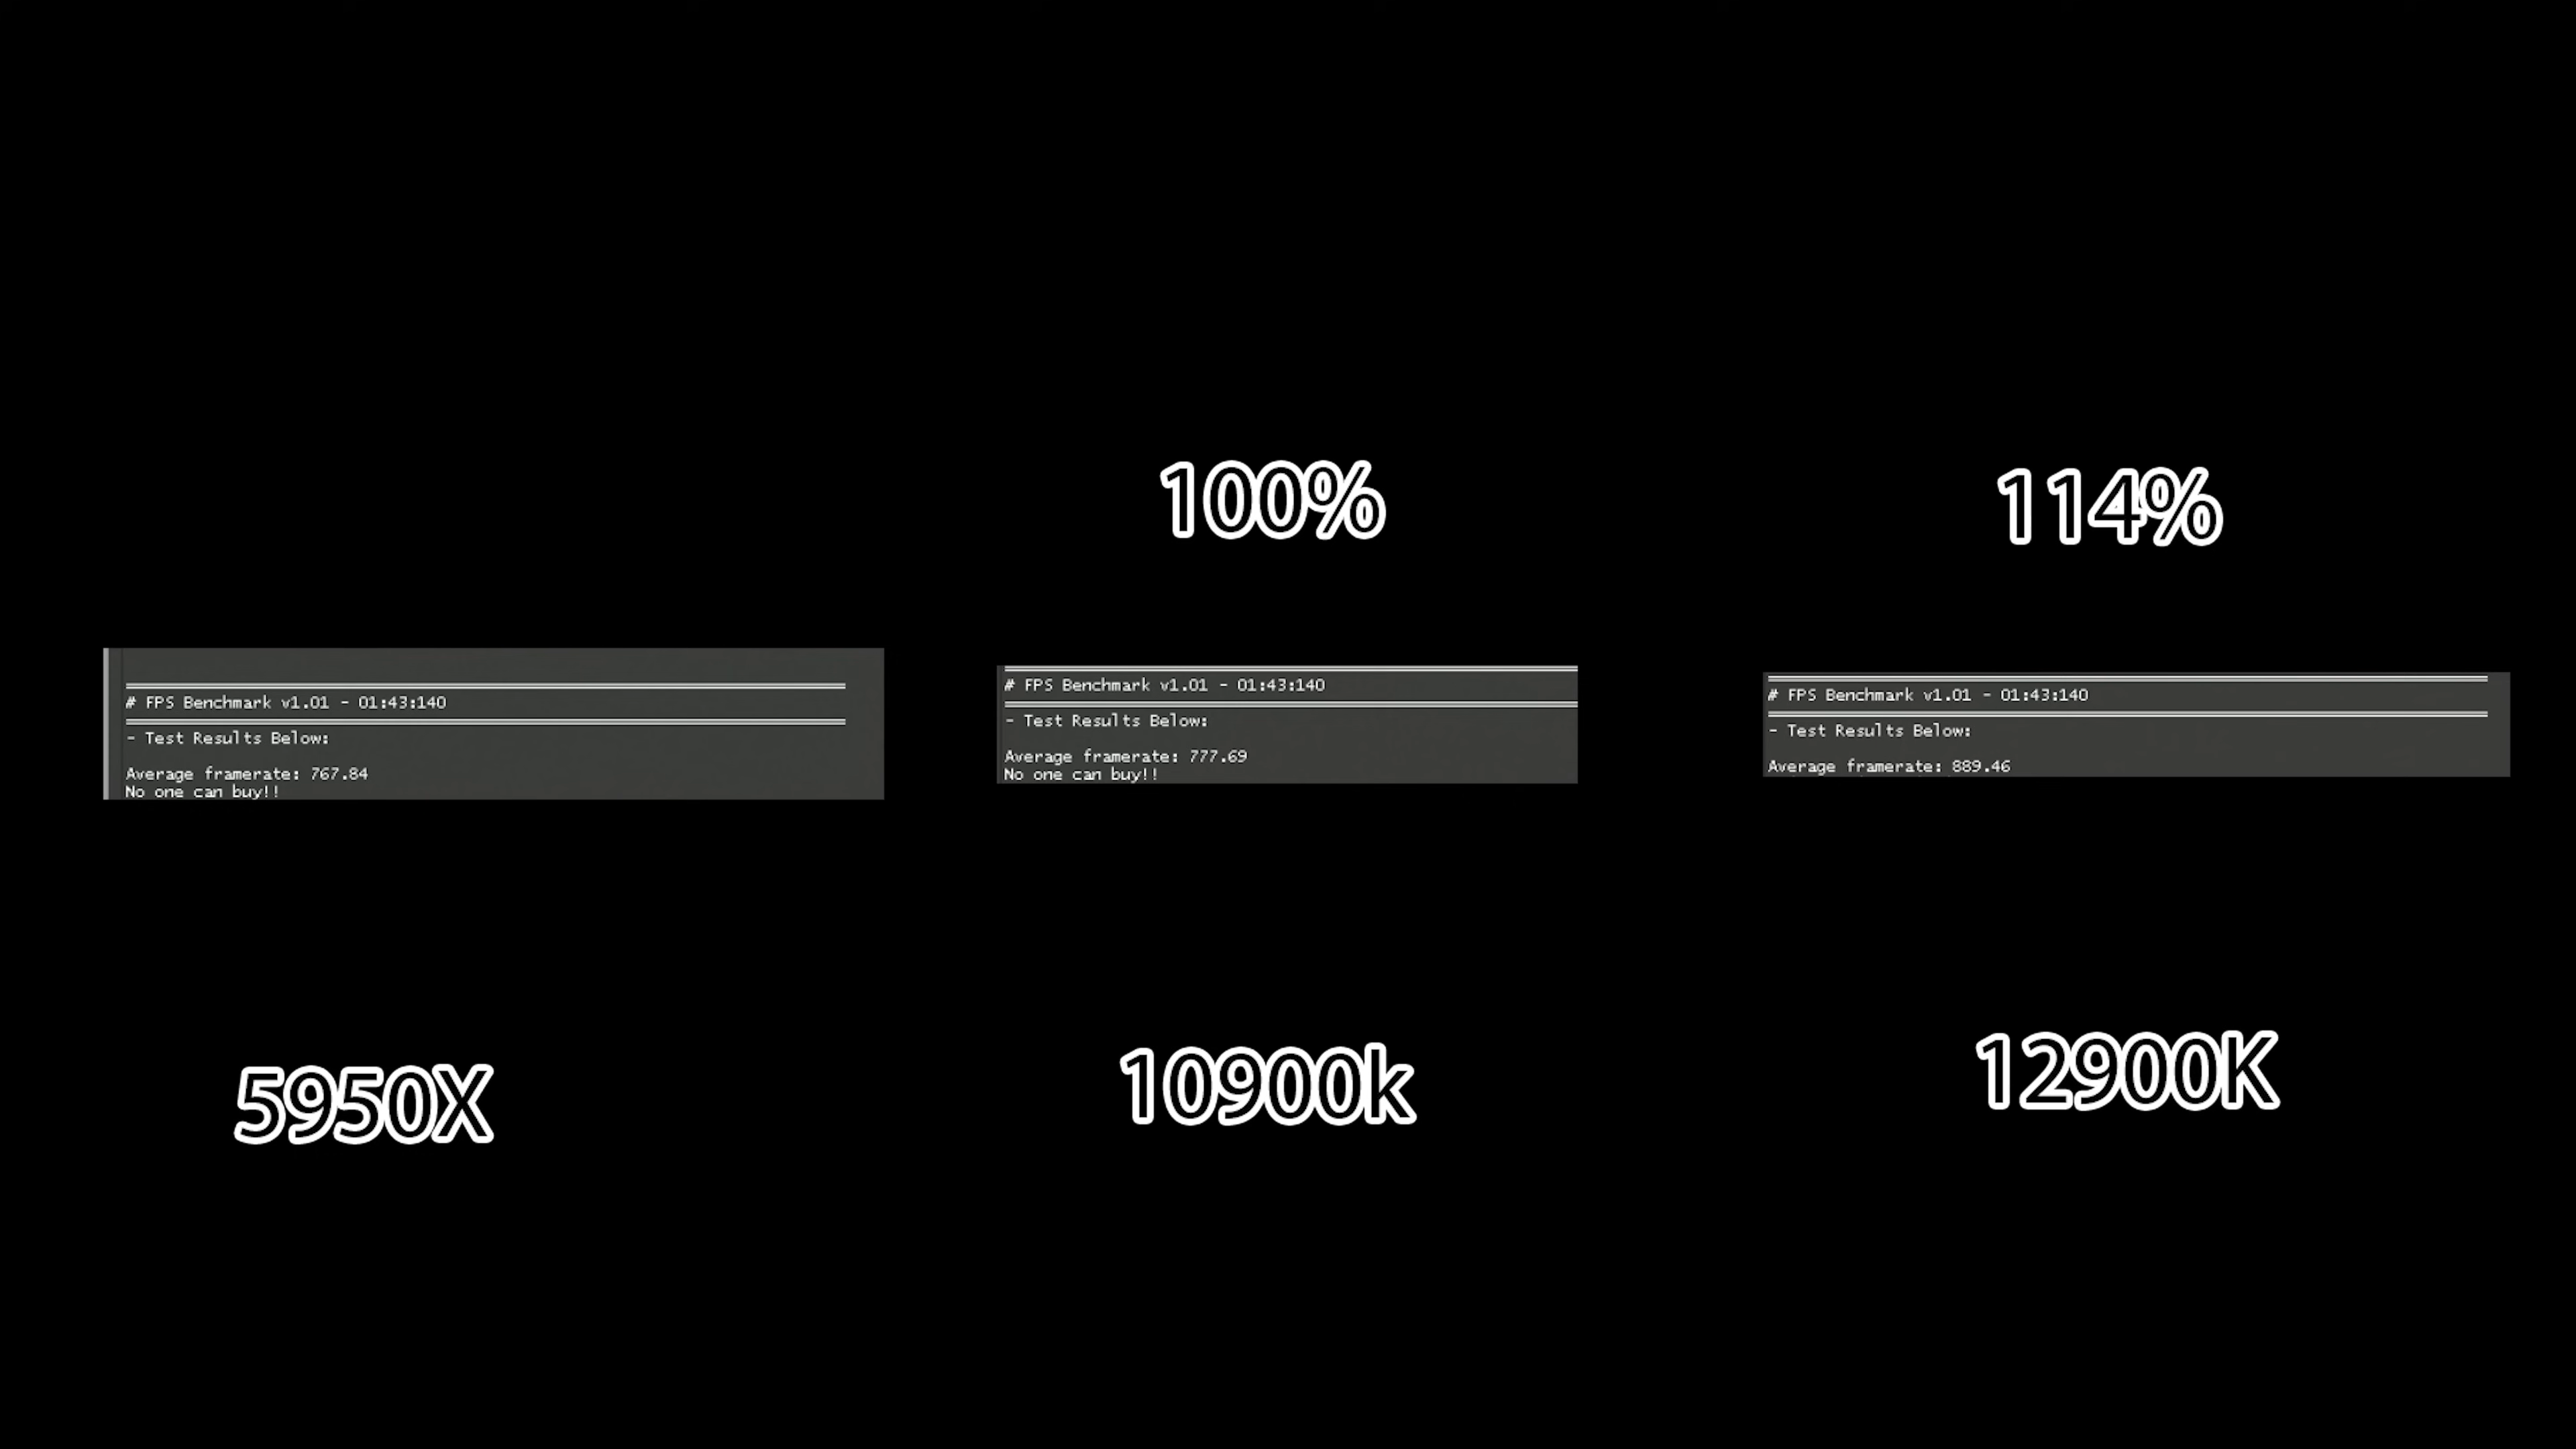 100%
114%
# FPS Benchmark v1.01 - 01:43:140
- Test Results Below:
Average framerate: 767.84
No one can buy!!
# FPS Benchmark v1.01 - 01:43:140
- Test Results Below:
Average framerate: 777.69
No one can buy!!
# FPS Benchmark v1.01 - 01:43:140
- Test Results Below:
Average framerate: 889.46
5950X
10900k
12900K